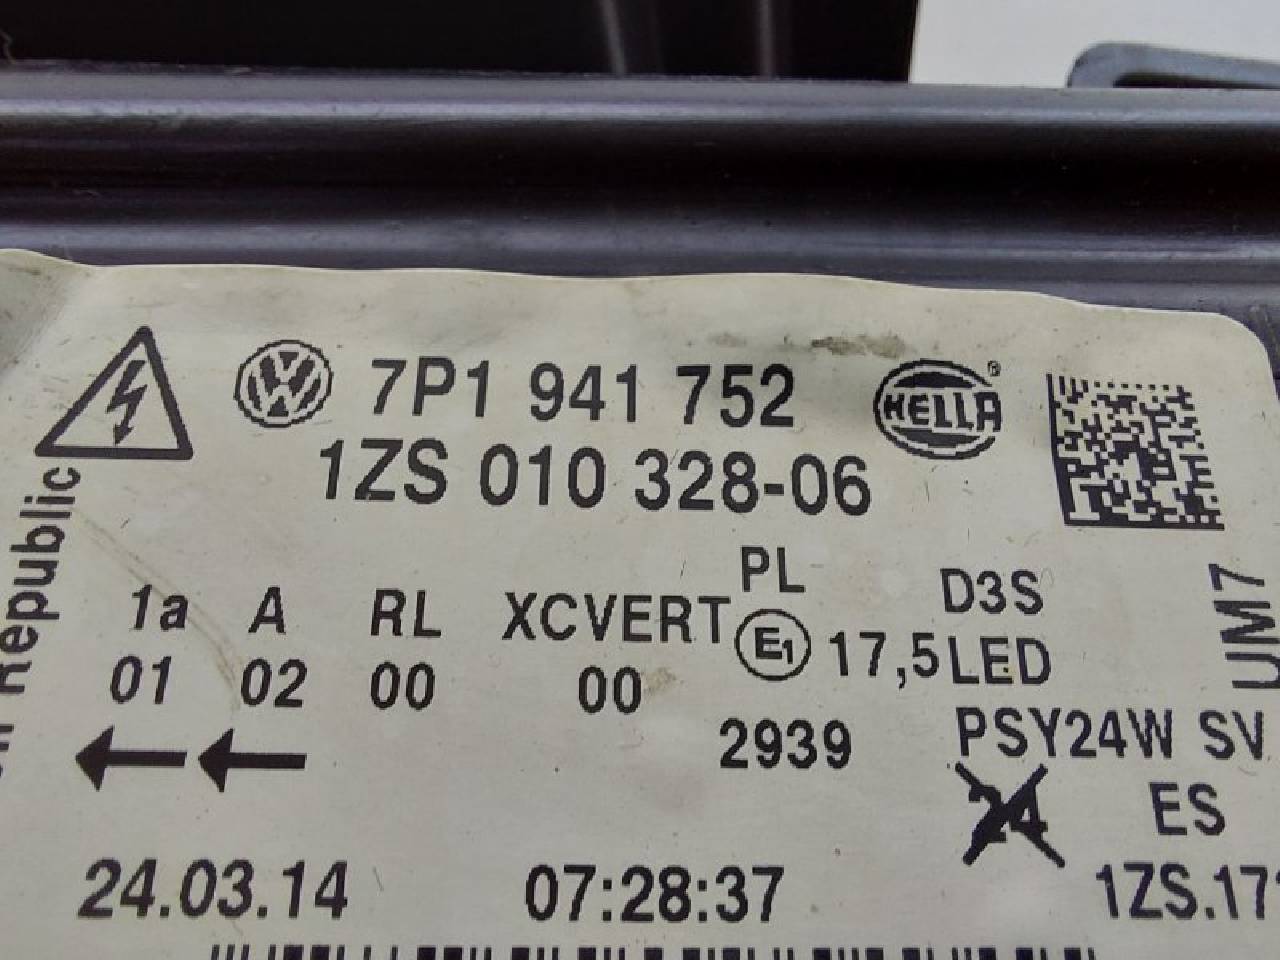 7P1 941 752
HELLA®
1ZS 010 328-06
Republic
1a A RL XCVERT PL D3S
01 02 00 00 E1 17,5 LED
2939 PSY24W SV
24 ES
24.03.14 07:28:37 1ZS.17